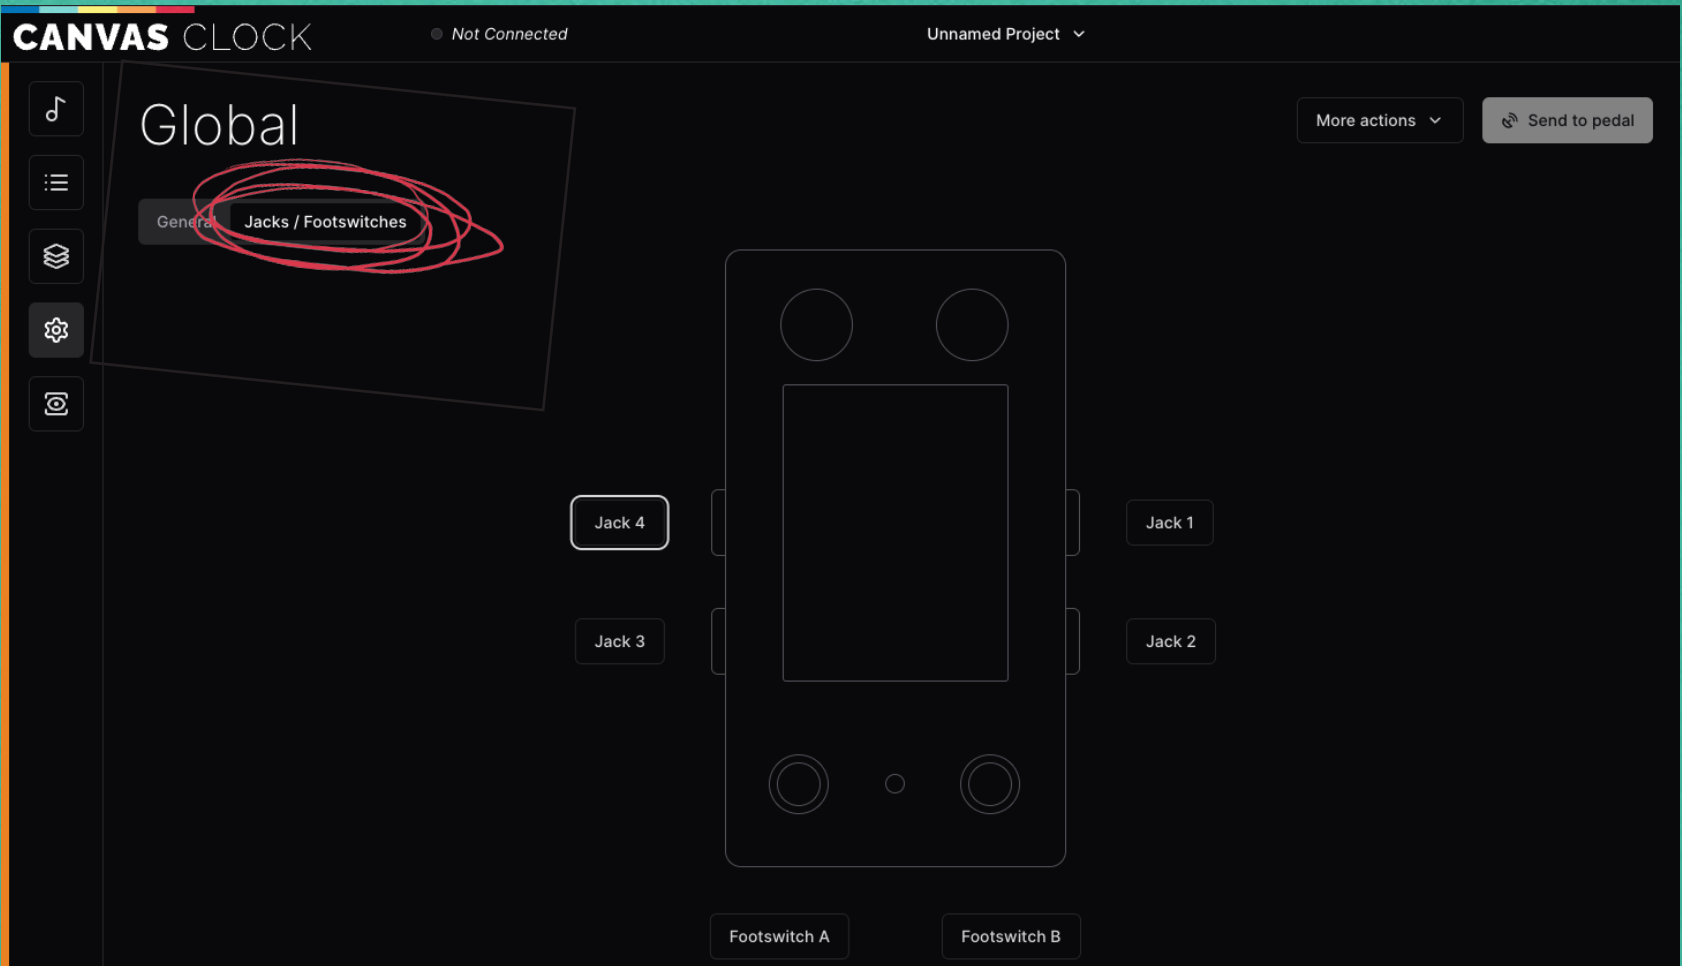 CANVAS CLOCK
Not Connected
Unnamed Project
Global
More actions
Send to pedal
General
Jacks / Footswitches
Jack 4
Jack 1
Jack 3
Jack 2
Footswitch A
Footswitch B